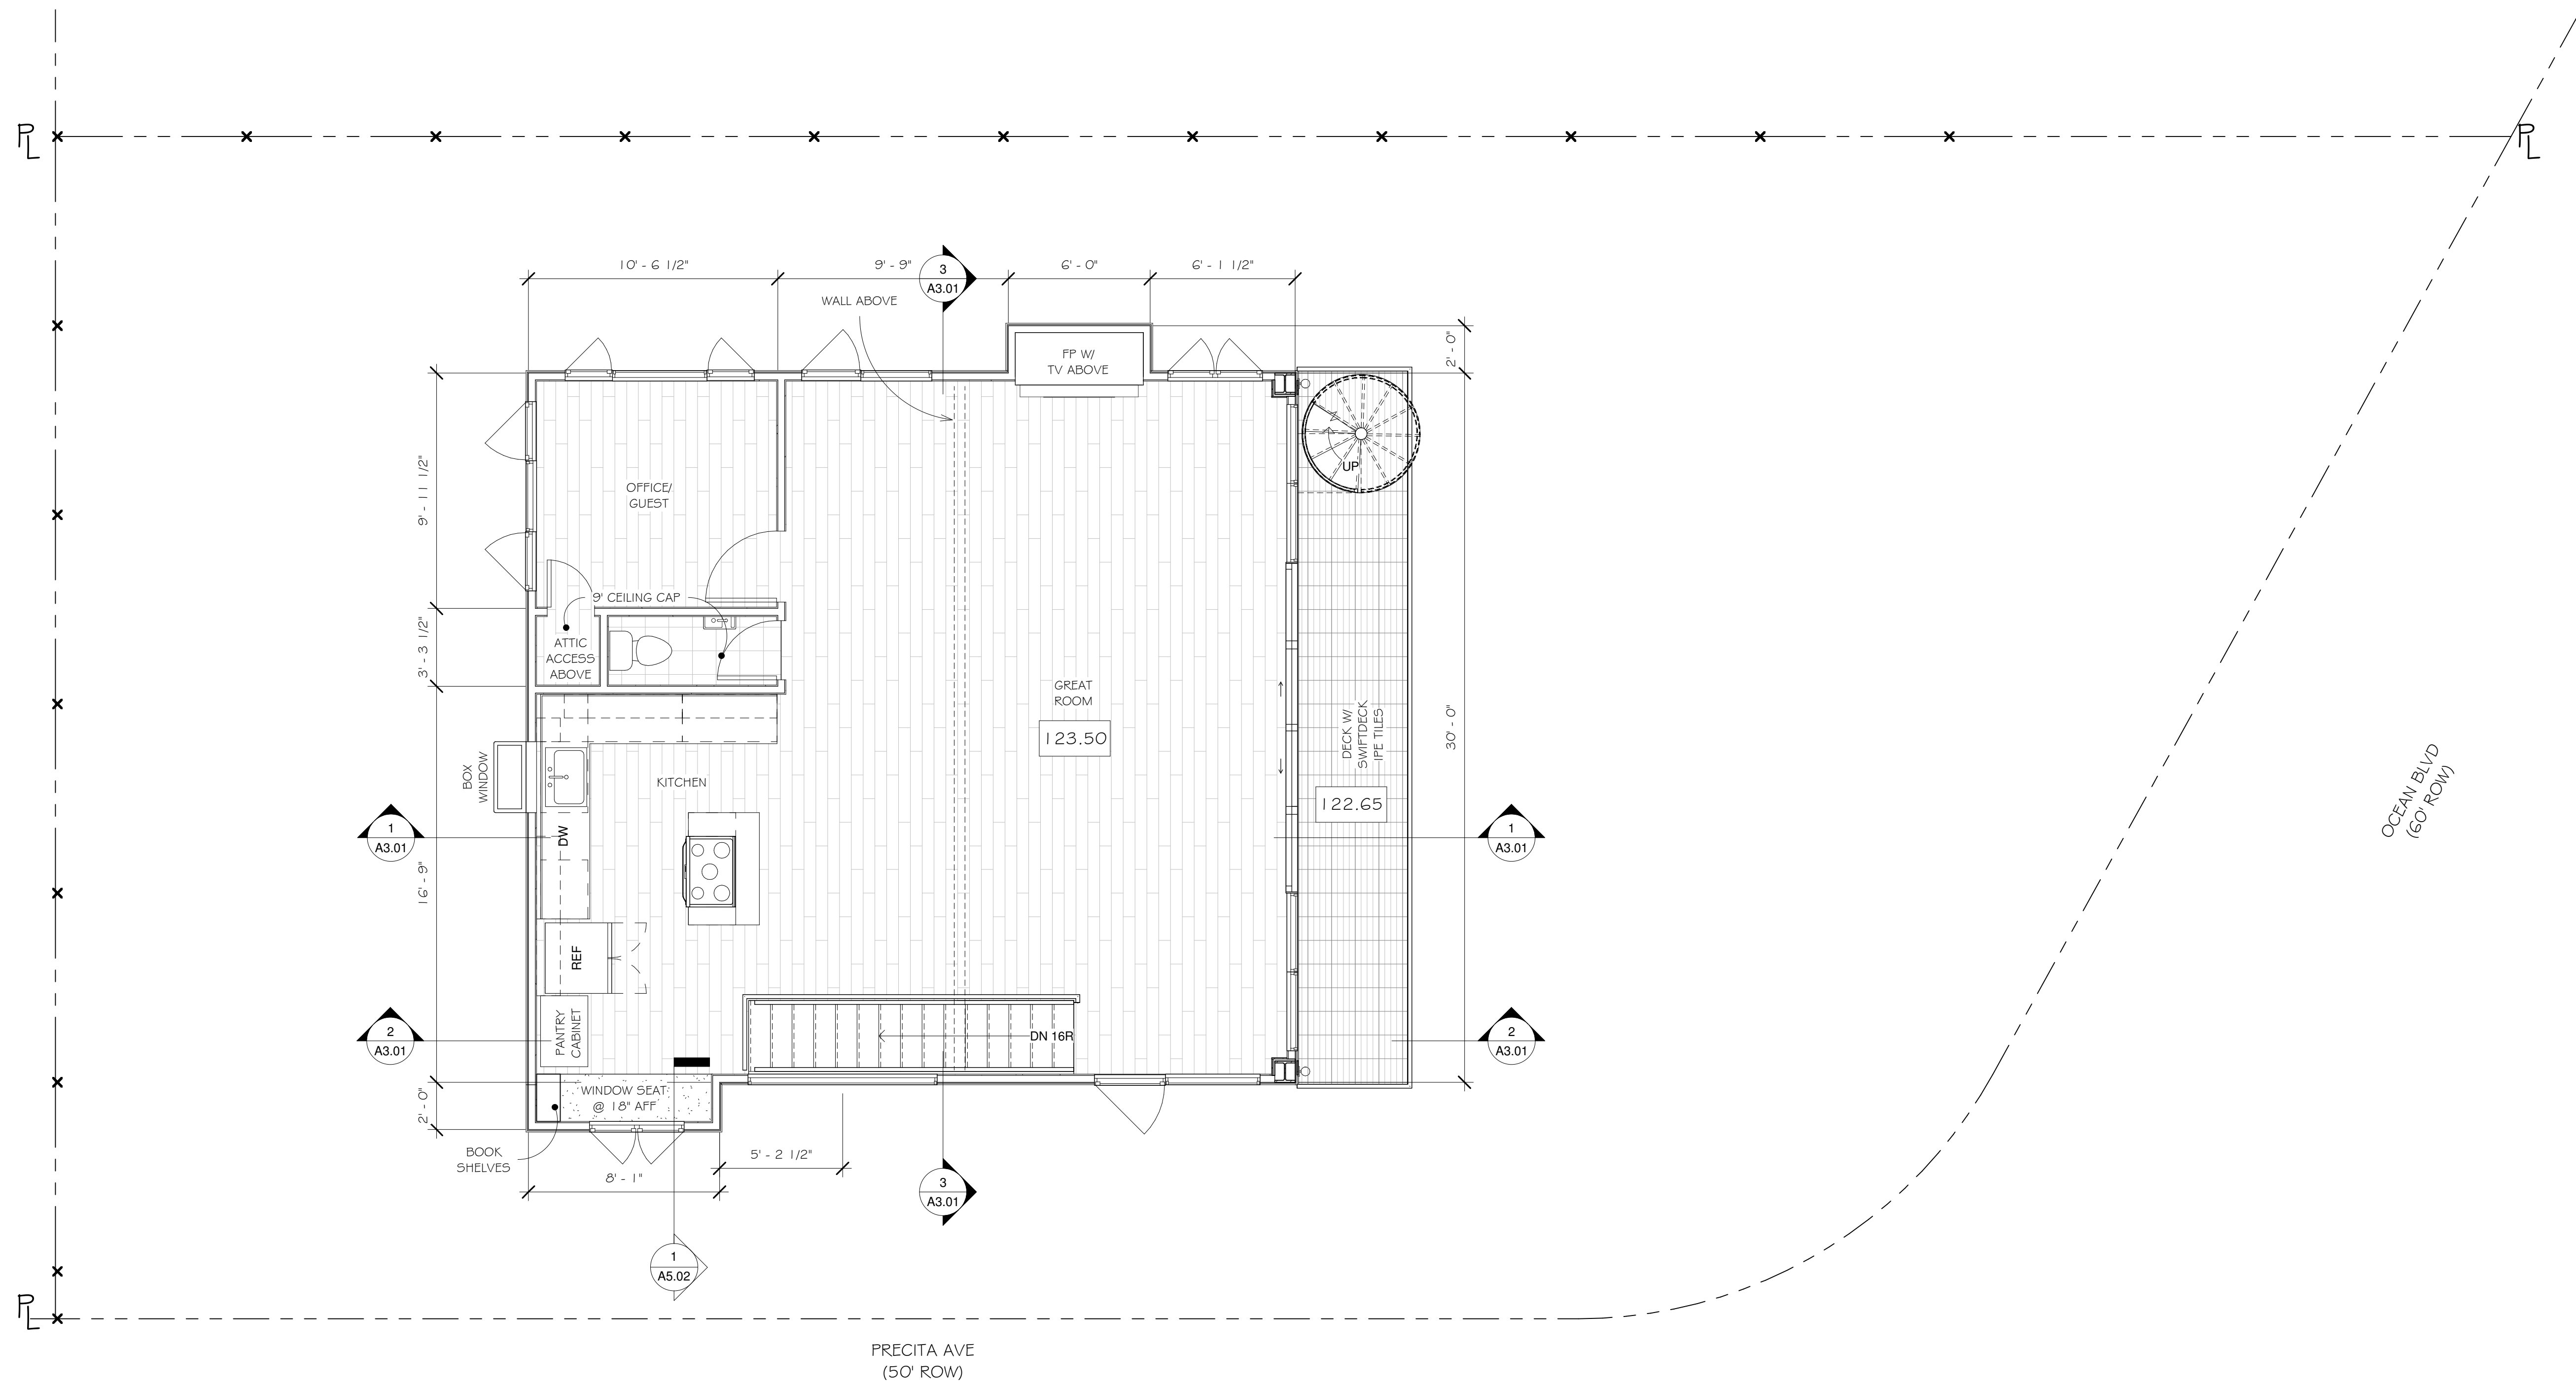 PL
PL
10' - 6 1/2"
9' - 9"
3
A3.01
6' - 0"
6' - 1 1/2"
WALL ABOVE
2' - 0"
FP W/
TV ABOVE
9' - 11 1/2"
OFFICE/
GUEST
UP
9' CEILING CAP
3' - 3 1/2"
ATTIC
ACCESS
ABOVE
GREAT
ROOM
123.50
DECK W/
SWIFTDECK
IPE TILES
30' - 0"
122.65
BOX
WINDOW
KITCHEN
OCEAN BLVD
(60' ROW)
1
A3.01
DW
1
A3.01
16' - 9"
REF
2
A3.01
PANTRY
CABINET
DN 16R
2
A3.01
2' - 0"
WINDOW SEAT
@ 18" AFF
BOOK
SHELVES
5' - 2 1/2"
8' - 1"
3
A3.01
1
A5.02
PL
PRECITA AVE
(50' ROW)